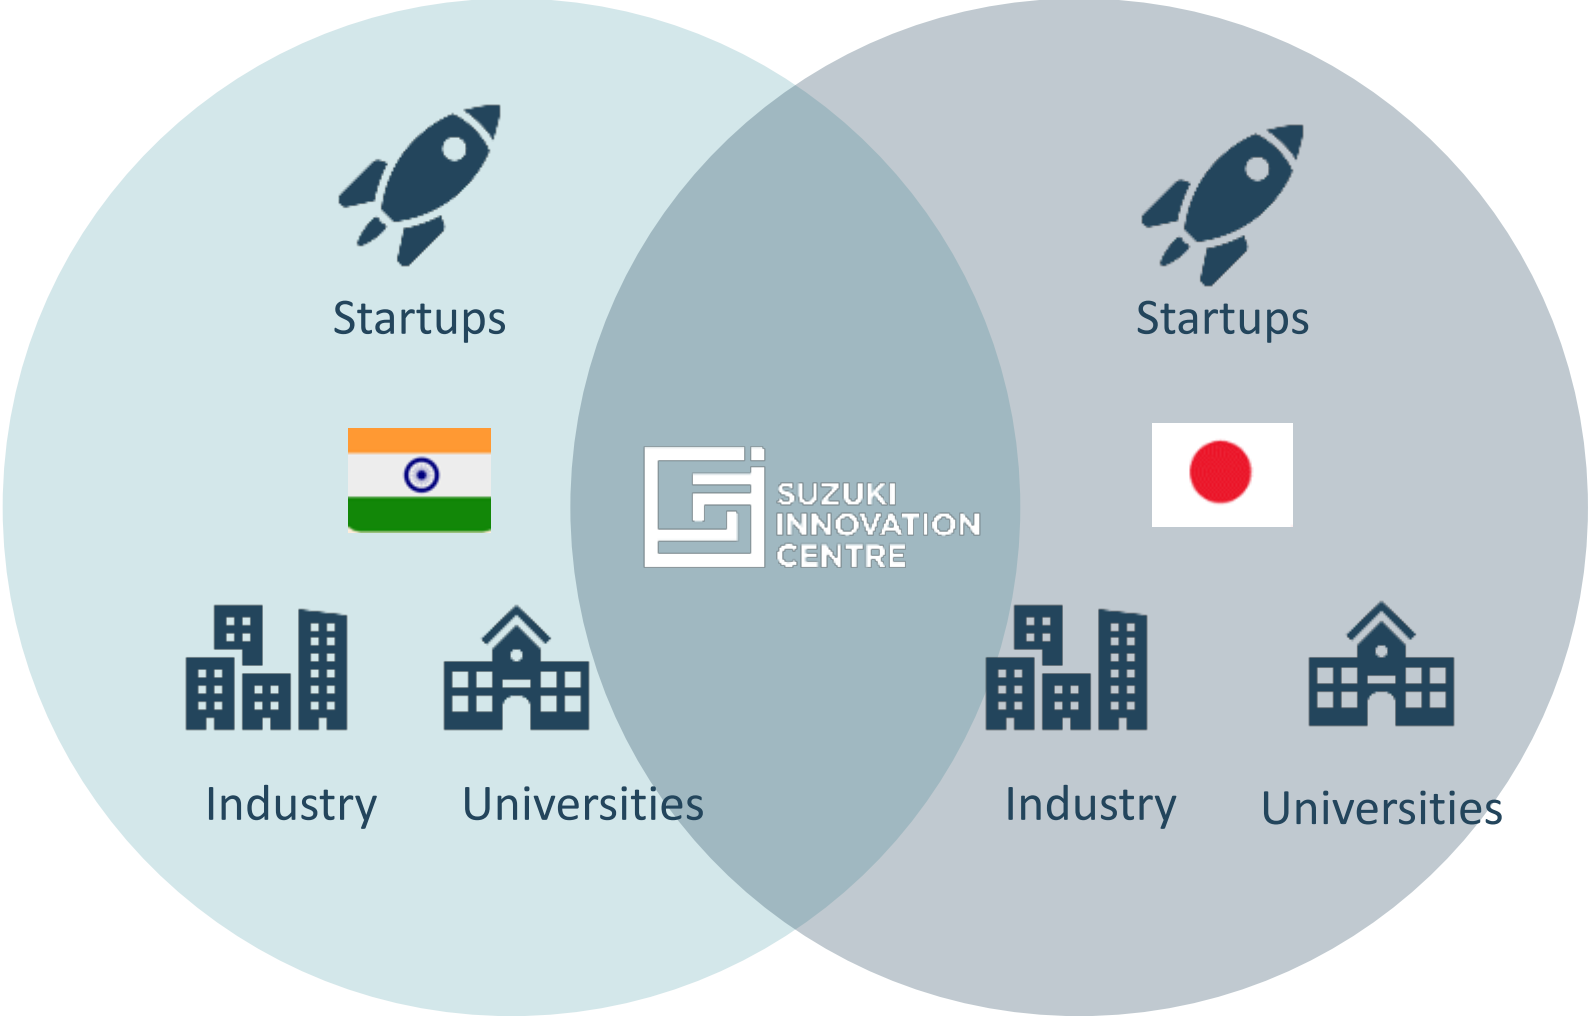 Startups
Startups
SUZUKI
INNOVATION
CENTRE
Industry
Universities
Industry
Universities